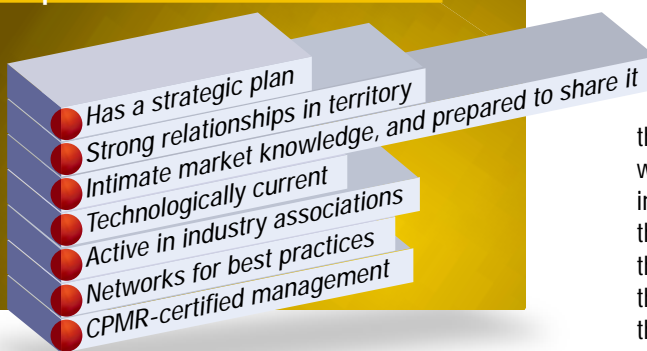 Has a strategic plan
Strong relationships in territory
Intimate market knowledge, and prepared to share it
Technologically current
Active in industry associations
Networks for best practices
CPMR-certified management